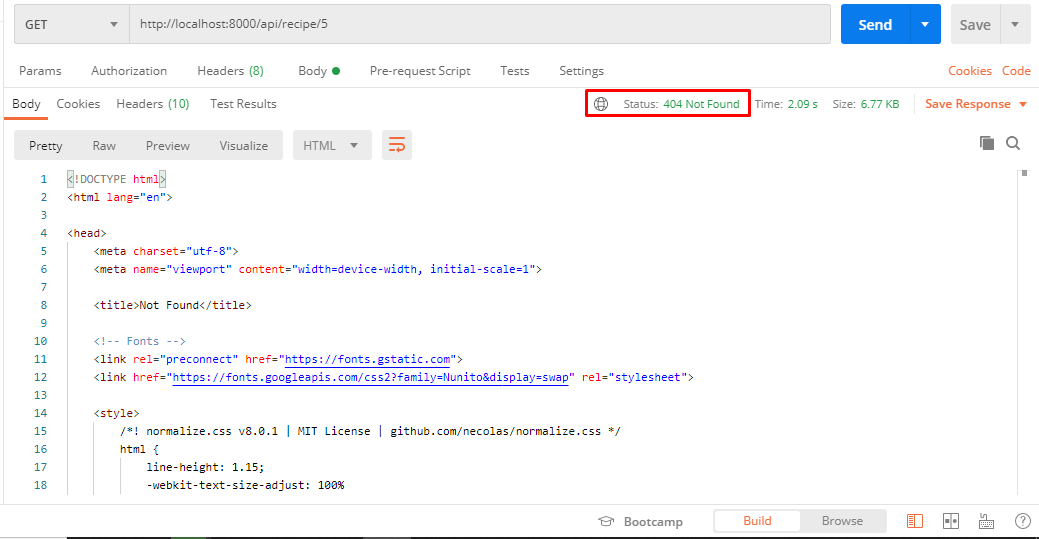 GET http://localhost:8000/api/recipe/5 Send Save
Params Authorization Headers (8) Body Pre-request Script Tests Settings Cookies Code
Body Cookies Headers (10) Test Results Status: 404 Not Found Time: 2.09 s Size: 6.77 KB Save Response
Pretty Raw Preview Visualize HTML
1 <!DOCTYPE html>
2 <html lang="en">
3
4 <head>
5 <meta charset="utf-8">
6 <meta name="viewport" content="width=device-width, initial-scale=1">
7
8 <title>Not Found</title>
9
10 <!-- Fonts -->
11 <link rel="preconnect" href="https://fonts.gstatic.com">
12 <link href="https://fonts.googleapis.com/css2?family=Nunito&display=swap" rel="stylesheet">
13
14 <style>
15 /*! normalize.css v8.0.1 | MIT License | github.com/necolas/normalize.css */
16 html {
17 line-height: 1.15;
18 -webkit-text-size-adjust: 100%
Bootcamp Build Browse